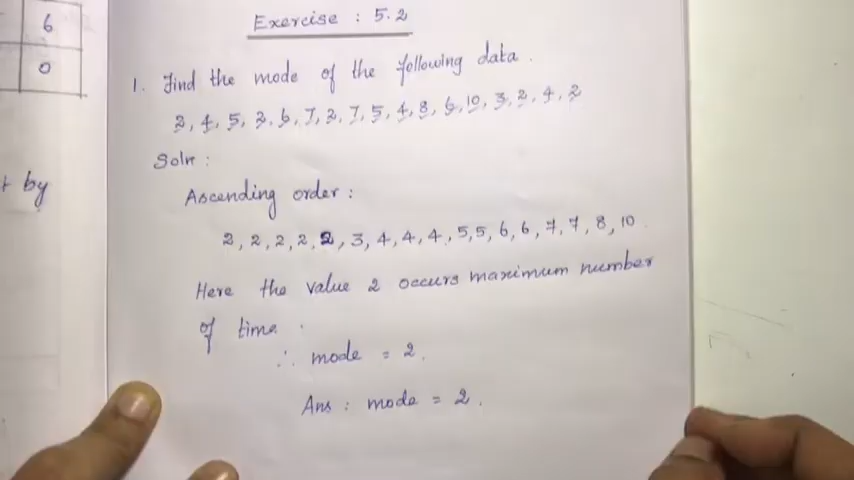 6
0
+ by
Exercise : 5.2
1. Find the mode of the following data.
2, 4, 5, 2, 6, 7, 2, 7, 5, 4, 8, 6, 10, 3, 2, 4, 2
Soln :
Ascending order :
2, 2, 2, 2, 2, 3, 4, 4, 4, 5, 5, 6, 6, 7, 7, 8, 10
Here the value 2 occurs maximum number
of time .
∴ mode = 2.
Ans : mode = 2.